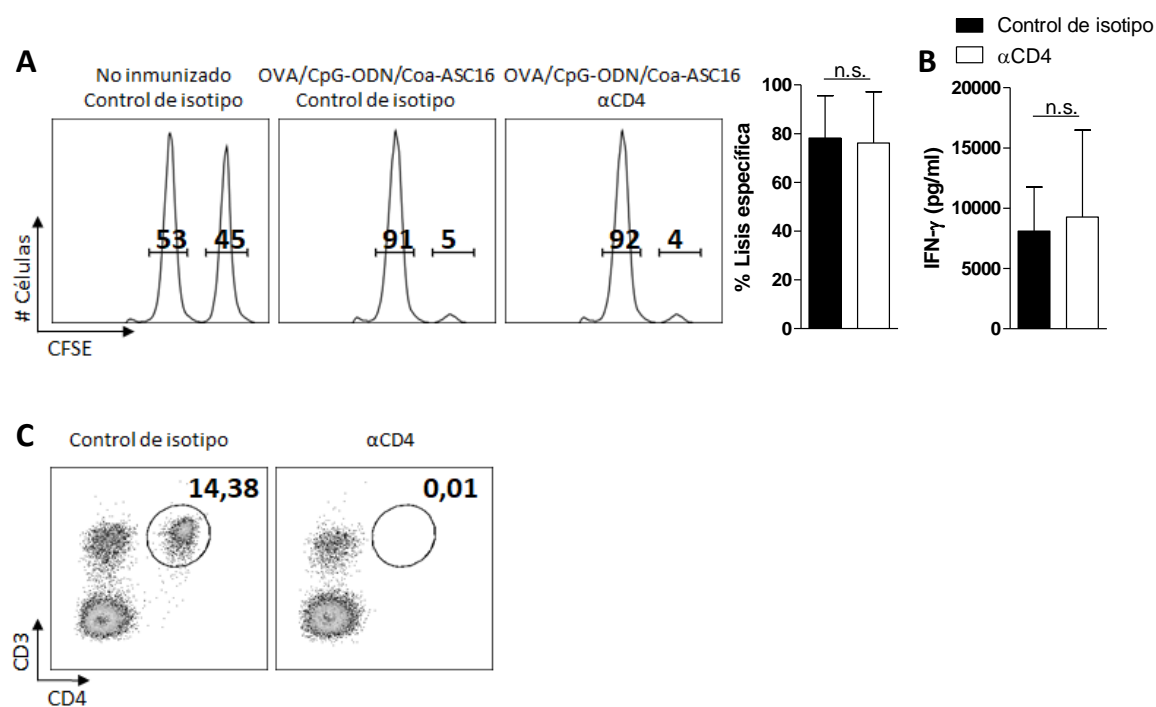 Control de isotipo
αCD4
A
No inmunizado
Control de isotipo
OVA/CpG-ODN/Coa-ASC16
Control de isotipo
OVA/CpG-ODN/Coa-ASC16
αCD4
53
45
91
5
92
4
# Células
CFSE
% Lisis específica
100
80
60
40
20
0
n.s.
B
IFN-γ (pg/ml)
20000
15000
10000
5000
0
n.s.
C
Control de isotipo
αCD4
14,38
0,01
CD3
CD4